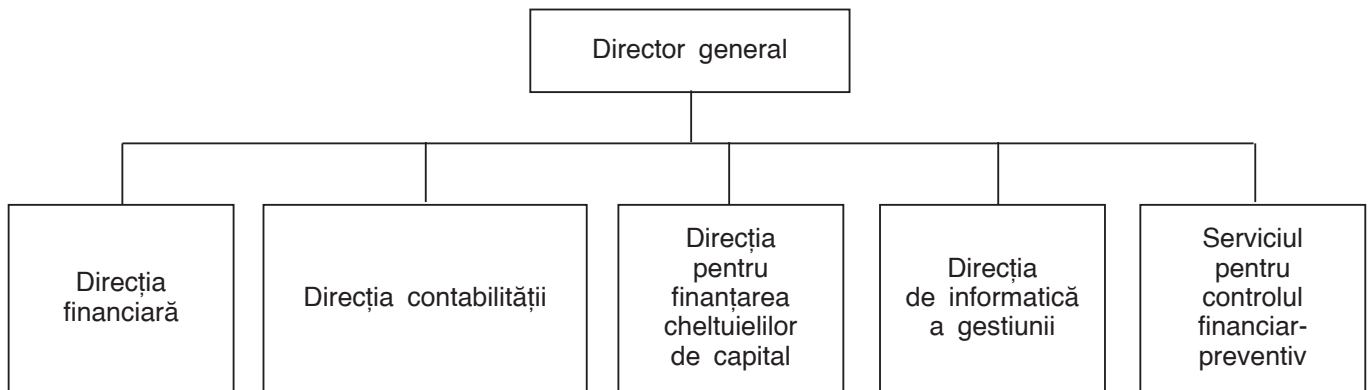 Director general
Direcția
financiară
Direcția contabilității
Direcția
pentru
finanțarea
cheltuielilor
de capital
Direcția
de informatică
a gestiunii
Serviciul
pentru
controlul
financiar-
preventiv